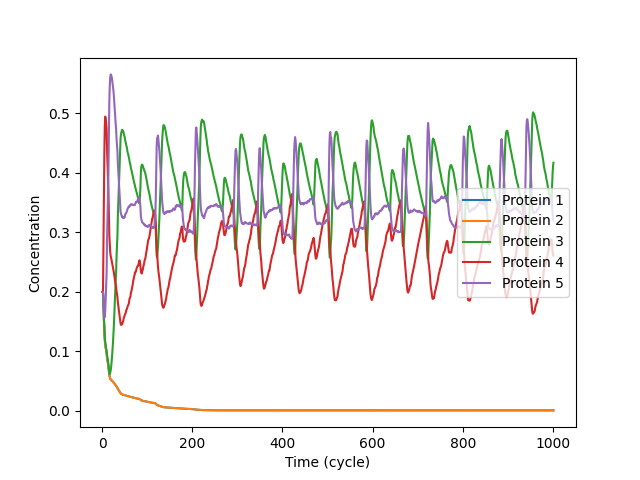 Concentration
0.5
0.4
0.3
0.2
0.1
0.0
Protein 1
Protein 2
Protein 3
Protein 4
Protein 5
0 200 400 600 800 1000
Time (cycle)